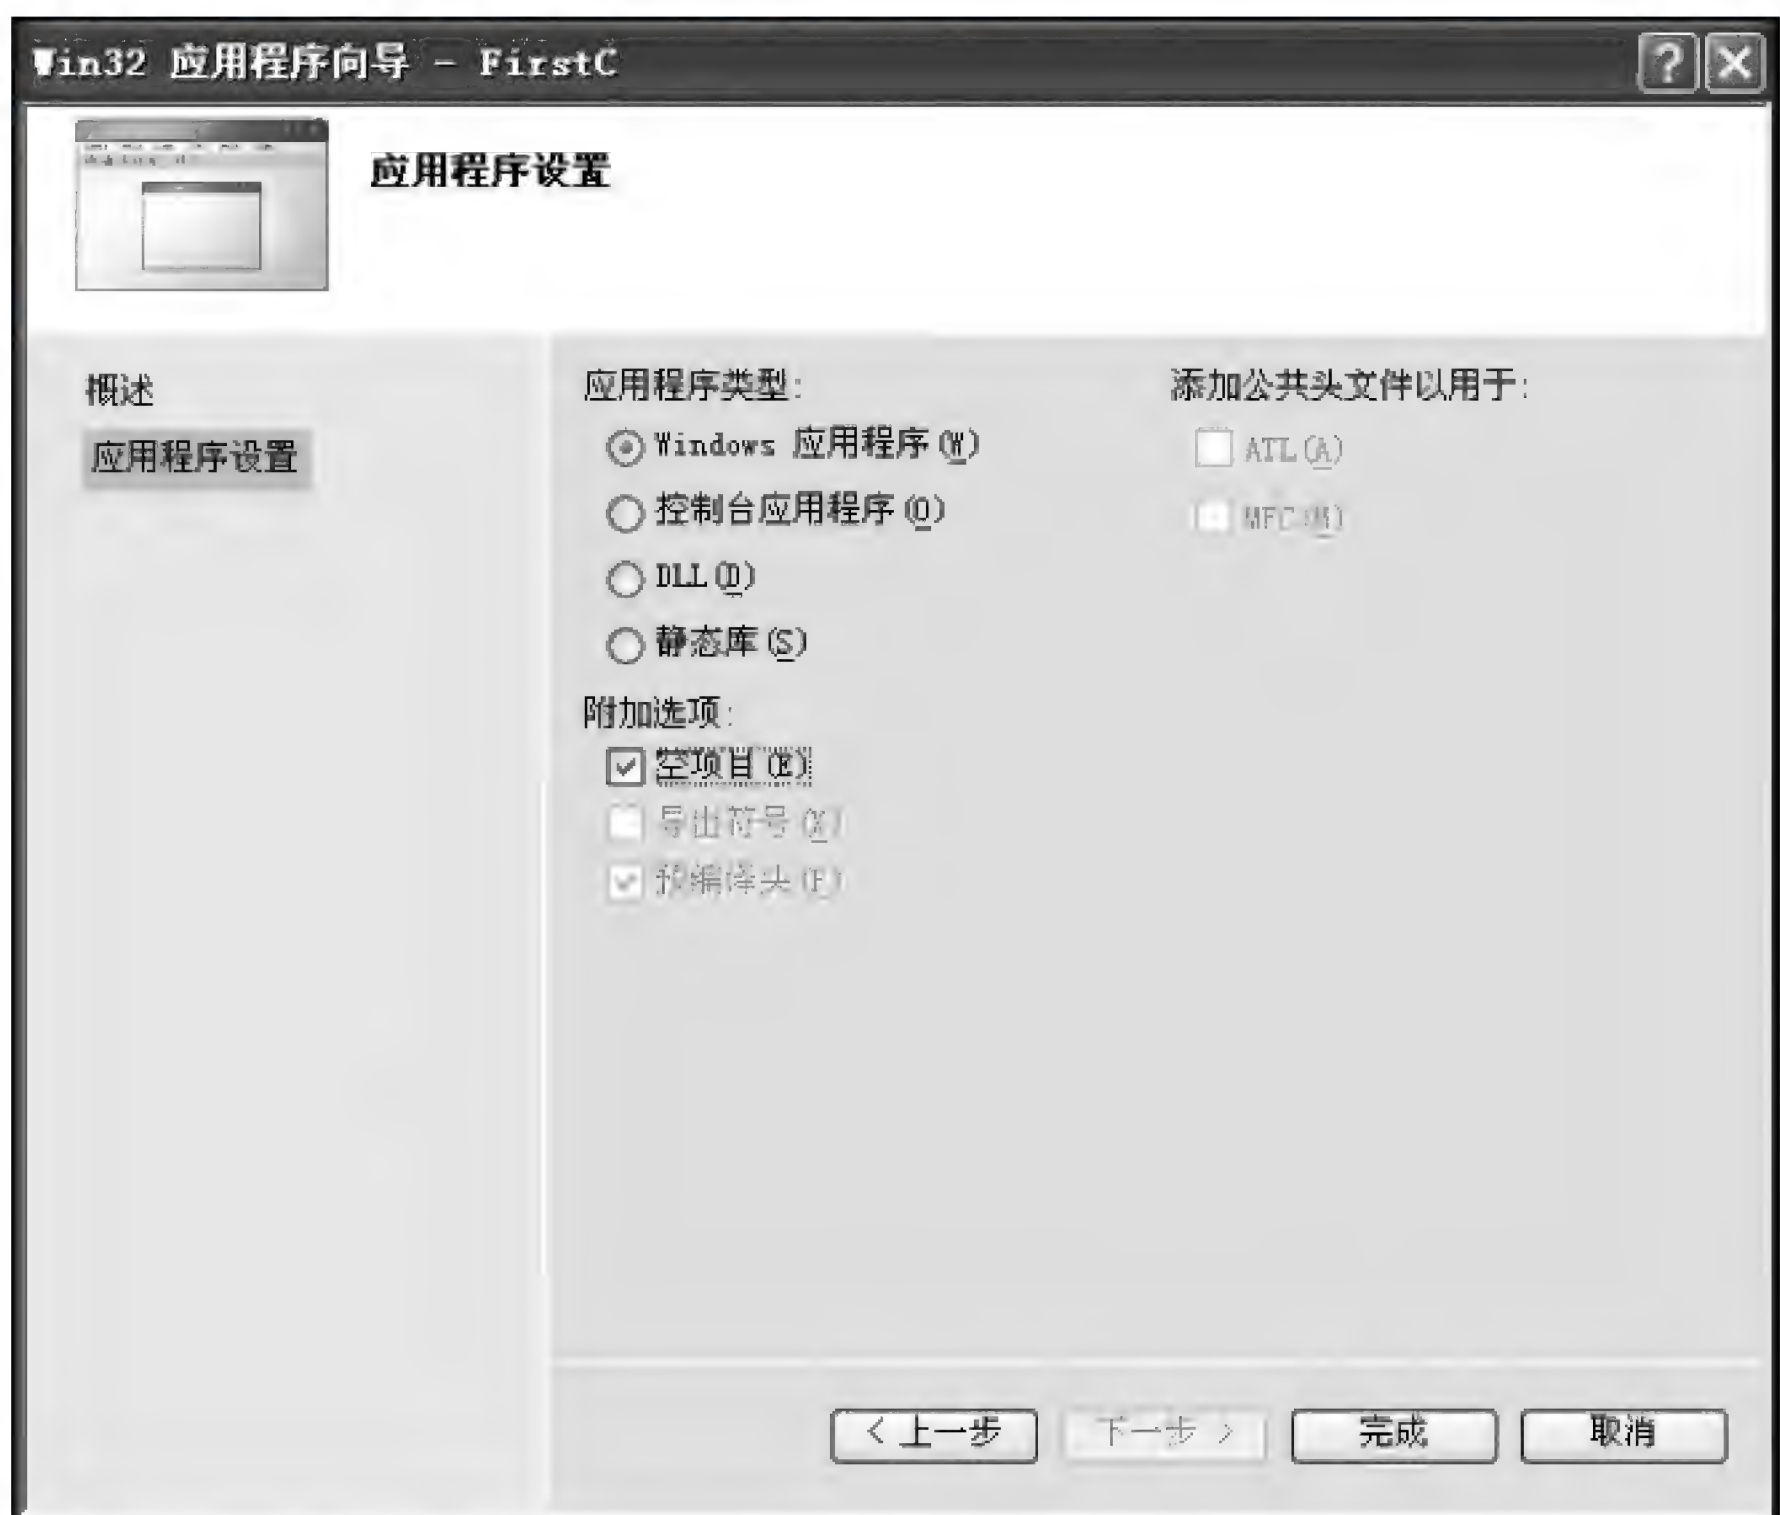 Win32 应用程序向导 - FirstC
应用程序设置
概述
应用程序设置
应用程序类型:
Windows 应用程序(W)
控制台应用程序(O)
DLL(D)
静态库(S)
附加选项:
空项目(E)
导出符号(X)
预编译头(P)
添加公共头文件以用于:
ATL(A)
MFC(M)
< 上一步
下一步 >
完成
取消